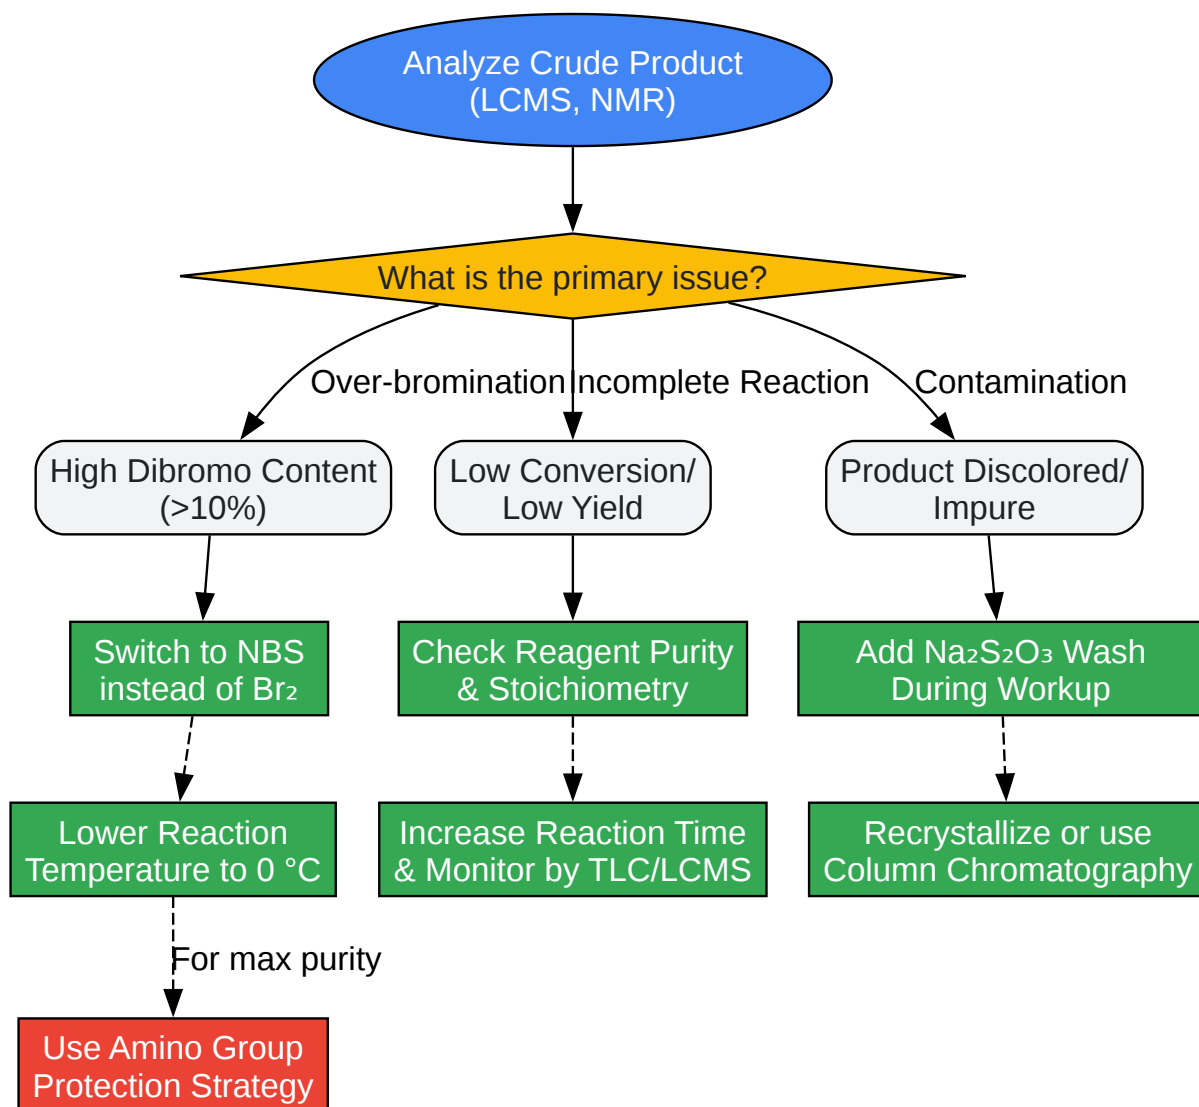 Analyze Crude Product
(LCMS, NMR)
What is the primary issue?
Over-bromination
Incomplete Reaction
Contamination
High Dibromo Content
(>10%)
Low Conversion/
Low Yield
Product Discolored/
Impure
Switch to NBS
instead of Br₂
Check Reagent Purity
& Stoichiometry
Add Na₂S₂O₃ Wash
During Workup
Lower Reaction
Temperature to 0 °C
Increase Reaction Time
& Monitor by TLC/LCMS
Recrystallize or use
Column Chromatography
For max purity
Use Amino Group
Protection Strategy